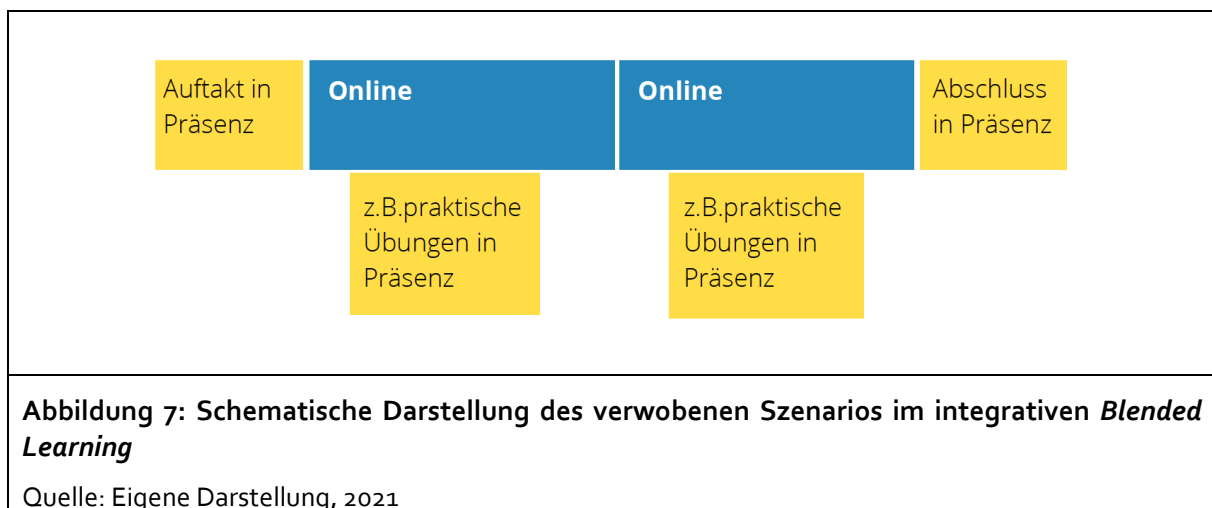 Auftakt in
Präsenz
Online
Online
Abschluss
in Präsenz
z.B.praktische
Übungen in
Präsenz
z.B.praktische
Übungen in
Präsenz
Abbildung 7: Schematische Darstellung des verwobenen Szenarios im integrativen Blended
Learning
Quelle: Eigene Darstellung, 2021